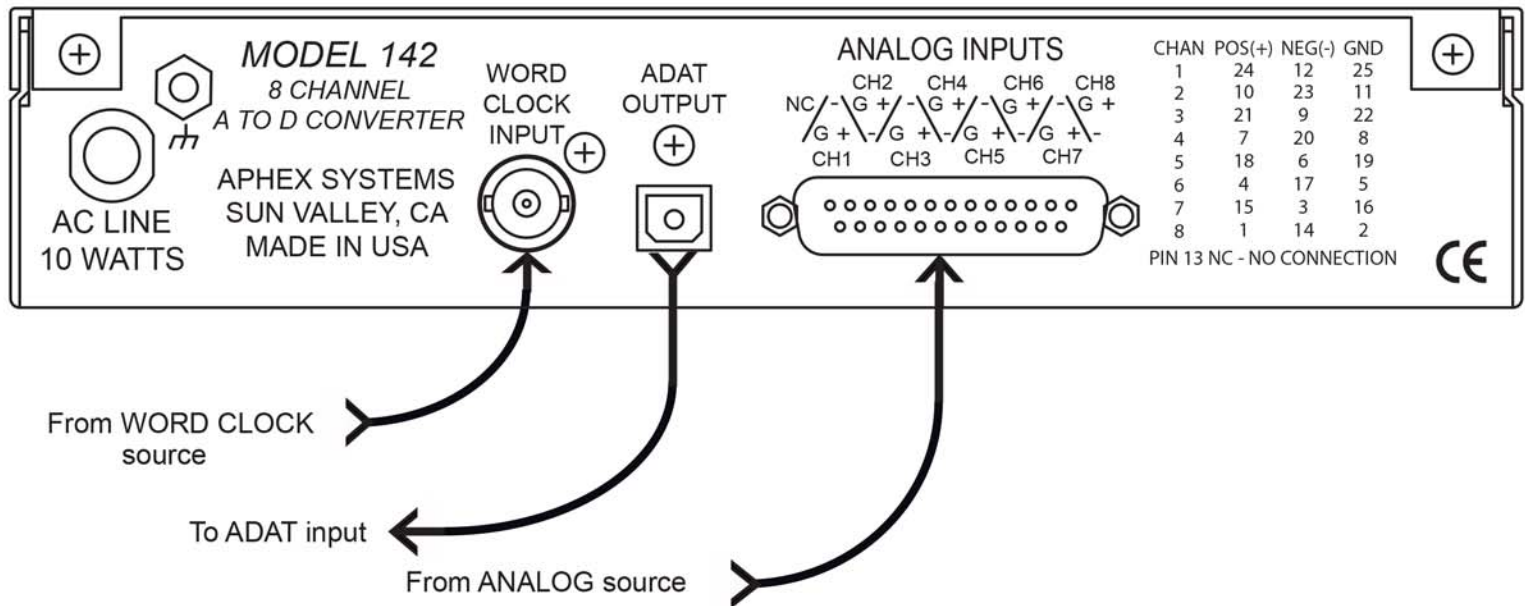 MODEL 142
8 CHANNEL
A TO D CONVERTER
APHEX SYSTEMS
SUN VALLEY, CA
MADE IN USA
AC LINE
10 WATTS
WORD
CLOCK
INPUT
ADAT
OUTPUT
ANALOG INPUTS
CH2 CH4 CH6 CH8
NC/-\G +/-\G +/-\G +/-\G +
/G +\-/G +\-/G +\-/G +\-
CH1 CH3 CH5 CH7
CHAN POS(+) NEG(-) GND
1 24 12 25
2 10 23 11
3 21 9 22
4 7 20 8
5 18 6 19
6 4 17 5
7 15 3 16
8 1 14 2
PIN 13 NC - NO CONNECTION
CE
From WORD CLOCK
source
To ADAT input
From ANALOG source